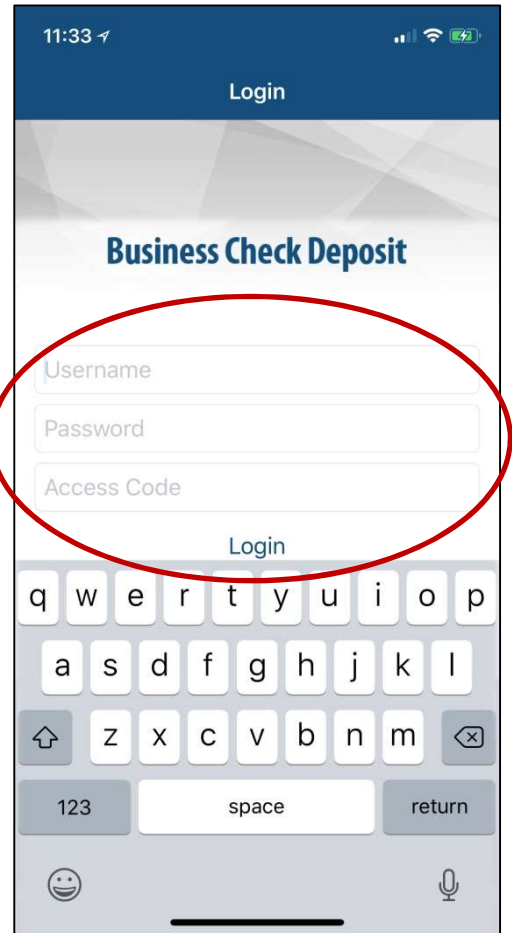 11:33
Login
Business Check Deposit
Username
Password
Access Code
Login
q w e r t y u i o p
a s d f g h j k l
z x c v b n m
123 space return